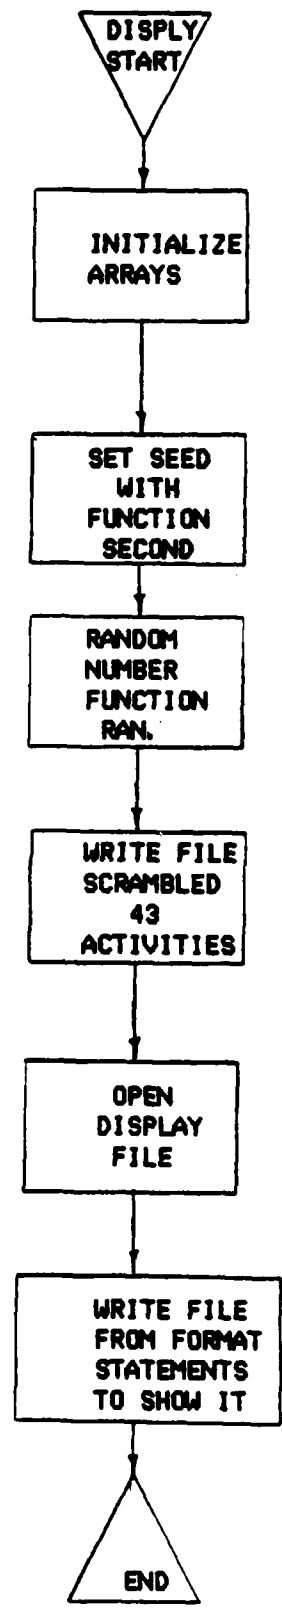 DISPLY
START
INITIALIZE
ARRAYS
SET SEED
WITH
FUNCTION
SECOND
RANDOM
NUMBER
FUNCTION
RAN.
WRITE FILE
SCRAMBLED
43
ACTIVITIES
OPEN
DISPLAY
FILE
WRITE FILE
FROM FORMAT
STATEMENTS
TO SHOW IT
END